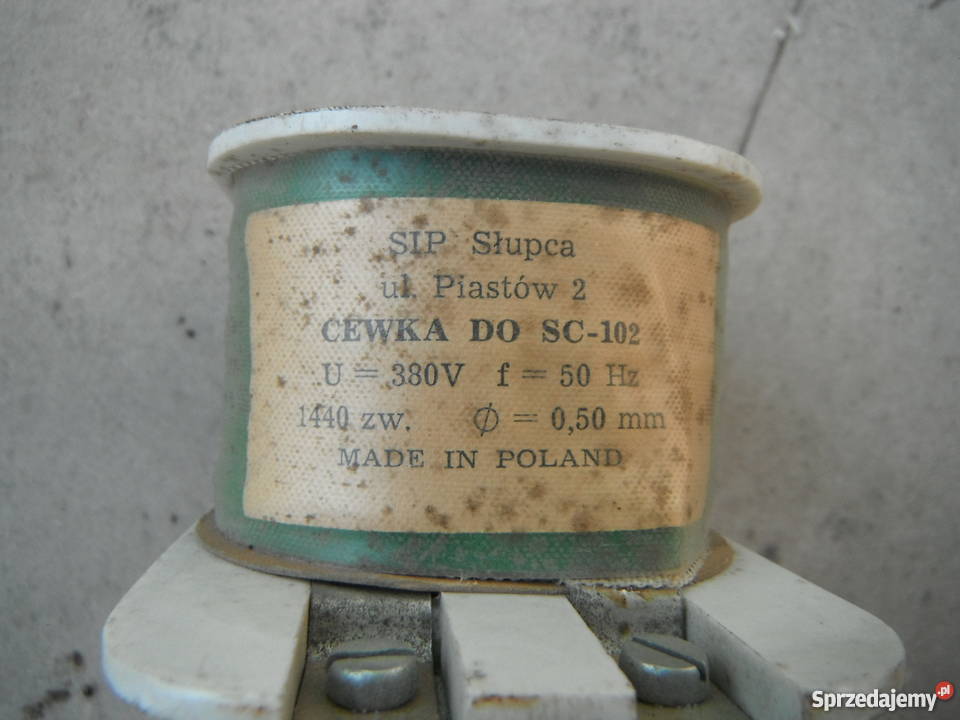 SIP Słupca
ul. Piastów 2
CEWKA DO SC-102
U = 380V f = 50 Hz
1440 zw. ∅ = 0,50 mm
MADE IN POLAND
Sprzedajemy.pl